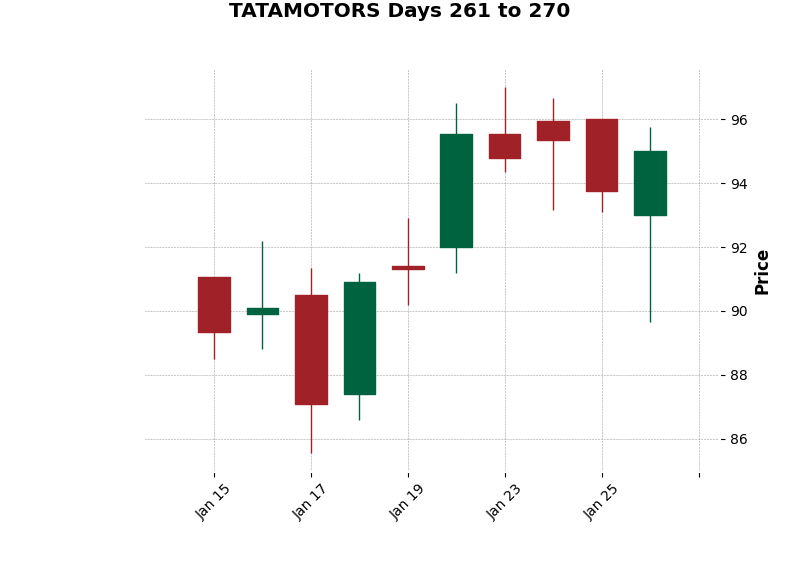 TATAMOTORS Days 261 to 270
96
94
92
90
88
86
Price
Jan 15
Jan 17
Jan 19
Jan 23
Jan 25